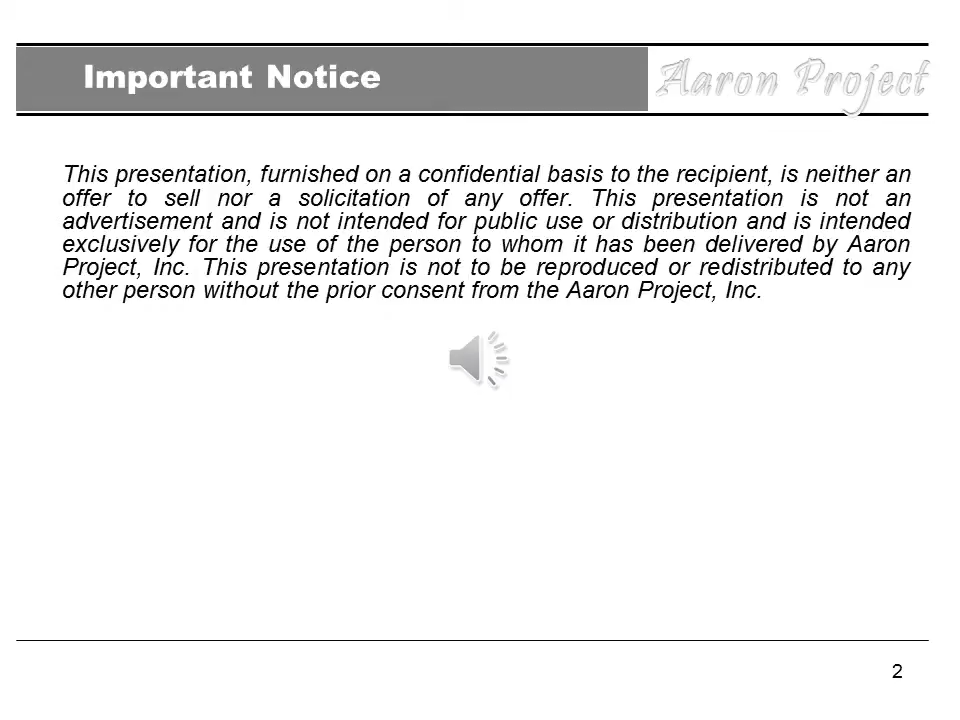 Important Notice
Aaron Project
This presentation, furnished on a confidential basis to the recipient, is neither an
offer to sell nor a solicitation of any offer. This presentation is not an
advertisement and is not intended for public use or distribution and is intended
exclusively for the use of the person to whom it has been delivered by Aaron
Project, Inc. This presentation is not to be reproduced or redistributed to any
other person without the prior consent from the Aaron Project, Inc.
2